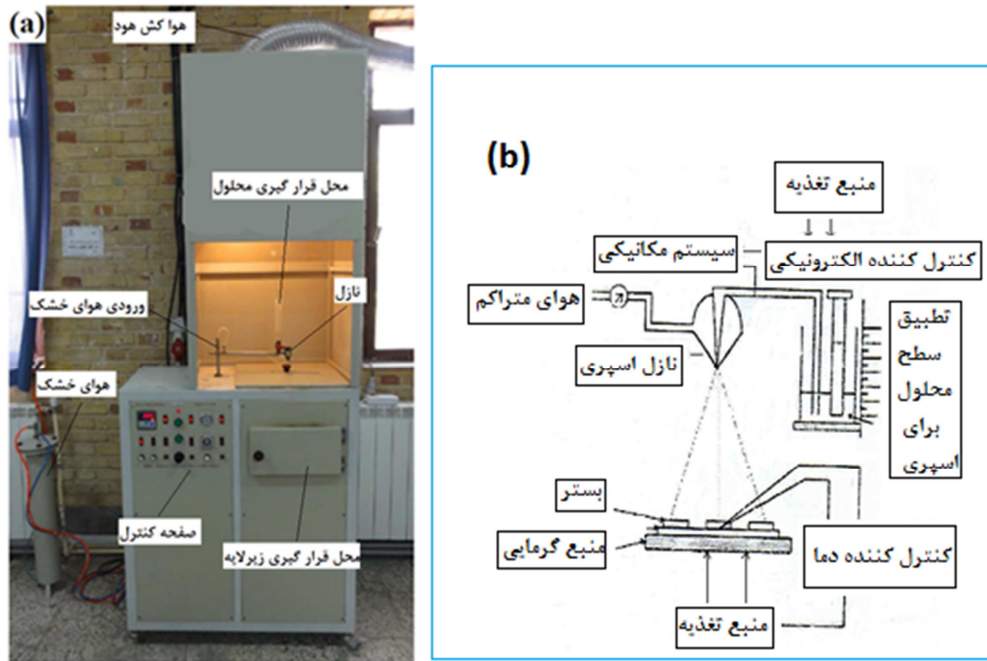 (a)
هوا کش هود
محل قرار گیری محلول
نازل
ورودی هوای خشک
هوای خشک
صفحه کنترل
محل قرار گیری زیرلایه
(b)
منبع تغذیه
کنترل کننده الکترونیکی
سیستم مکانیکی
هوای متراکم
تطبیق
سطح
محلول
برای
اسپری
نازل اسپری
بستر
منبع گرمایی
کنترل کننده دما
منبع تغذیه